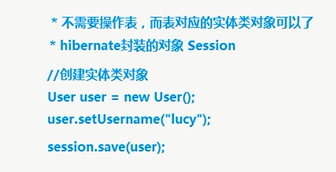 * 不需要操作表，而表对应的实体类对象可以了
* hibernate封装的对象 Session
//创建实体类对象
User user = new User();
user.setUsername("lucy");
session.save(user);